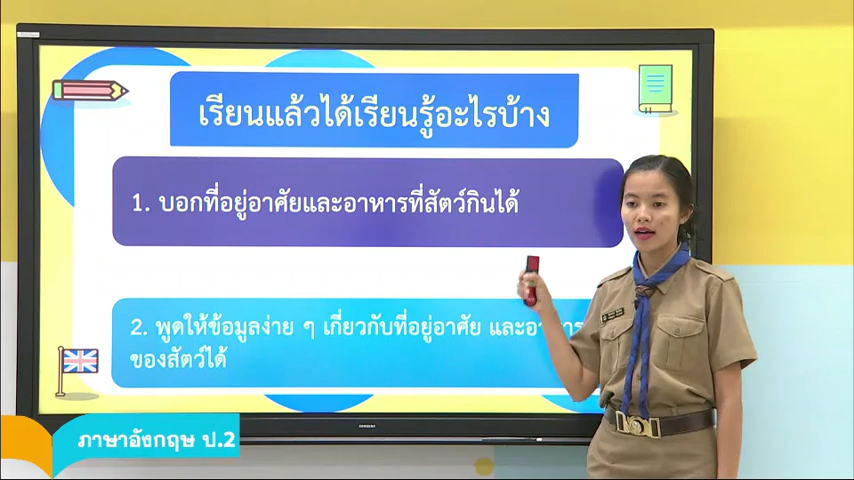 เรียนแล้วได้เรียนรู้อะไรบ้าง
1. บอกที่อยู่อาศัยและอาหารที่สัตว์กินได้
2. พูดให้ข้อมูลง่าย ๆ เกี่ยวกับที่อยู่อาศัย และอาหาร
ของสัตว์ได้
ภาษาอังกฤษ ป.2